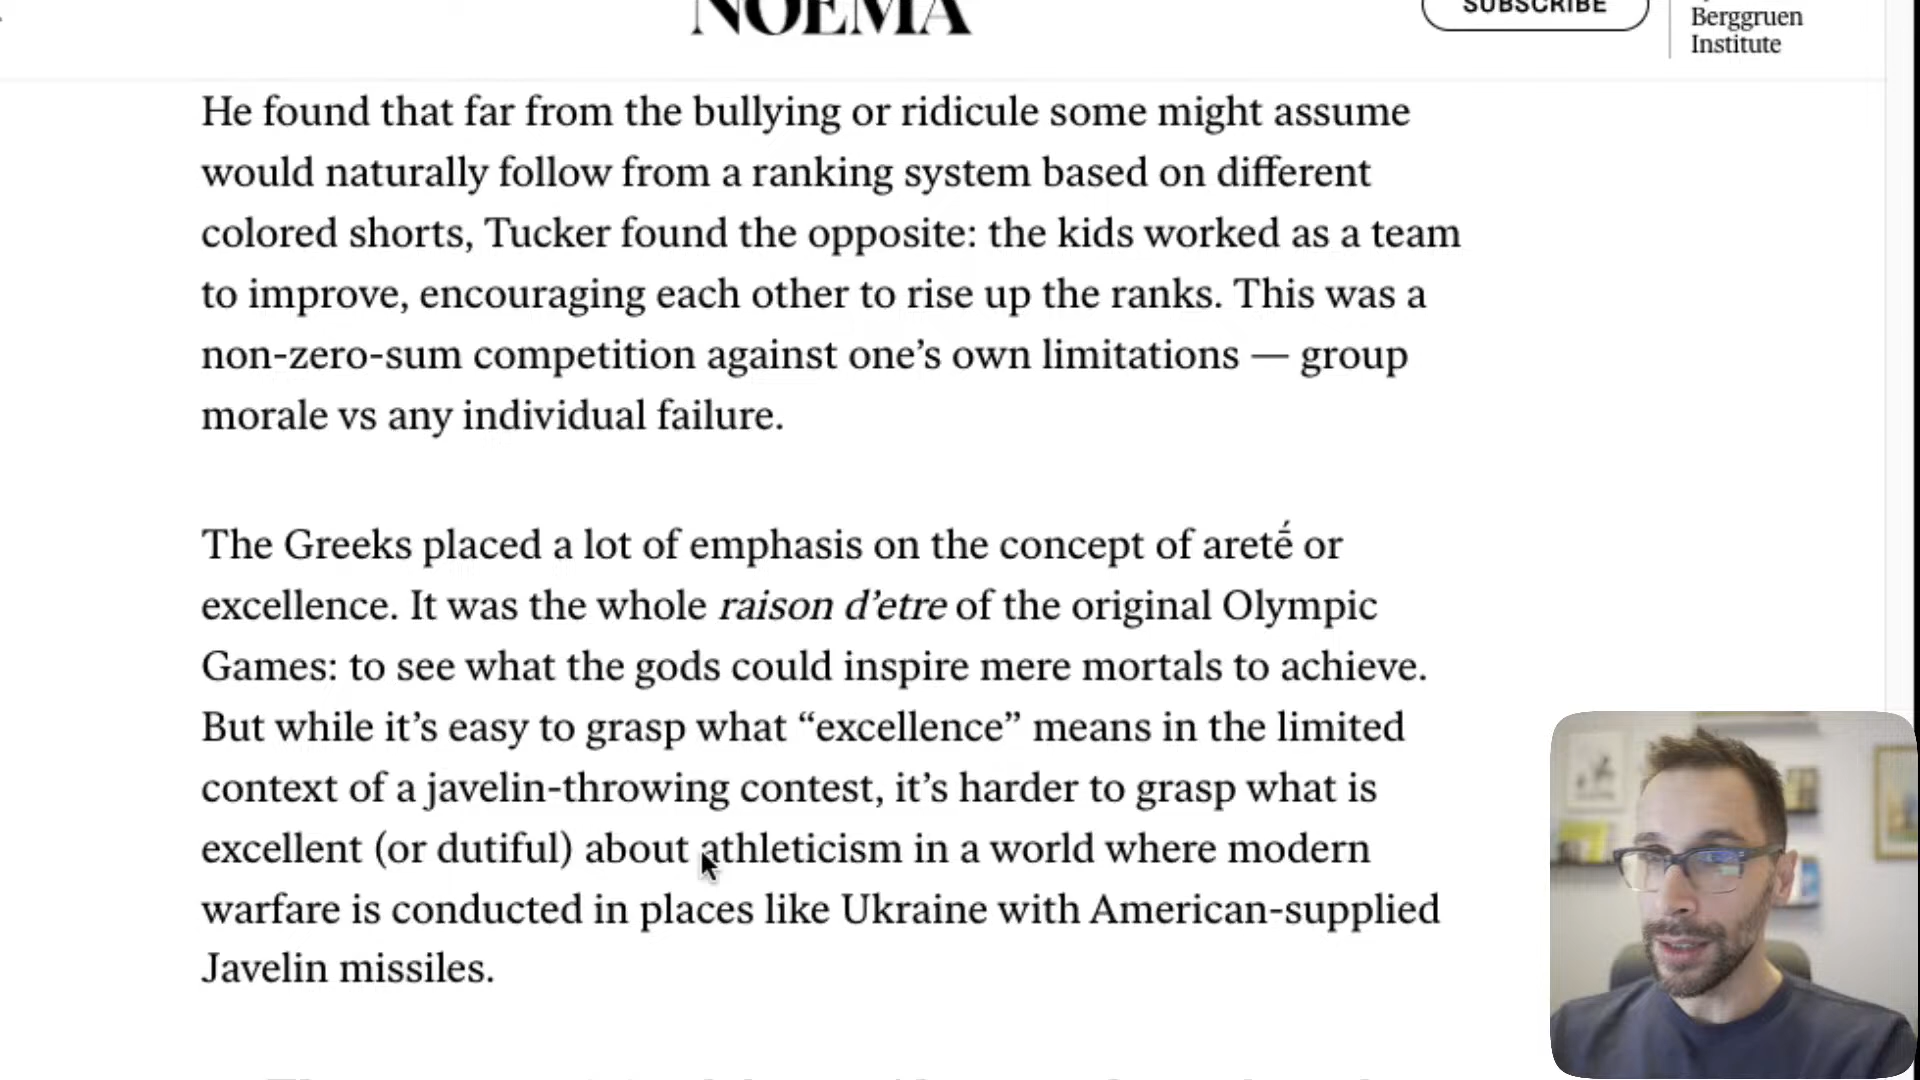 NOEMA
SUBSCRIBE
Berggruen
Institute
He found that far from the bullying or ridicule some might assume
would naturally follow from a ranking system based on different
colored shorts, Tucker found the opposite: the kids worked as a team
to improve, encouraging each other to rise up the ranks. This was a
non-zero-sum competition against one’s own limitations — group
morale vs any individual failure.
The Greeks placed a lot of emphasis on the concept of aretḗ or
excellence. It was the whole raison d’etre of the original Olympic
Games: to see what the gods could inspire mere mortals to achieve.
But while it’s easy to grasp what “excellence” means in the limited
context of a javelin-throwing contest, it’s harder to grasp what is
excellent (or dutiful) about athleticism in a world where modern
warfare is conducted in places like Ukraine with American-supplied
Javelin missiles.